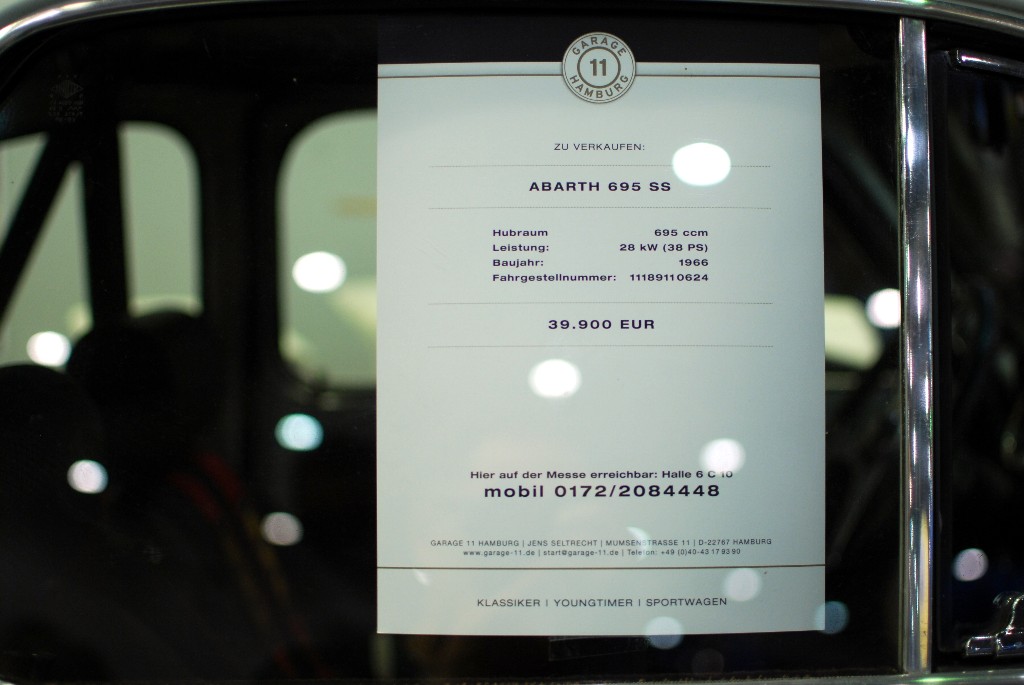 GARAGE
11
HAMBURG
ZU VERKAUFEN:
ABARTH 695 SS
Hubraum 695 ccm
Leistung: 28 kW (38 PS)
Baujahr: 1966
Fahrgestellnummer: 11189110624
39.900 EUR
Hier auf der Messe erreichbar: Halle 6 C 10
mobil 0172/2084448
GARAGE 11 HAMBURG | JENS SELTRECHT | MUMSENSTRASSE 11 | D-22767 HAMBURG
www.garage-11.de | start@garage-11.de | Telefon: +49 (0)40-43 17 93 90
KLASSIKER | YOUNGTIMER | SPORTWAGEN